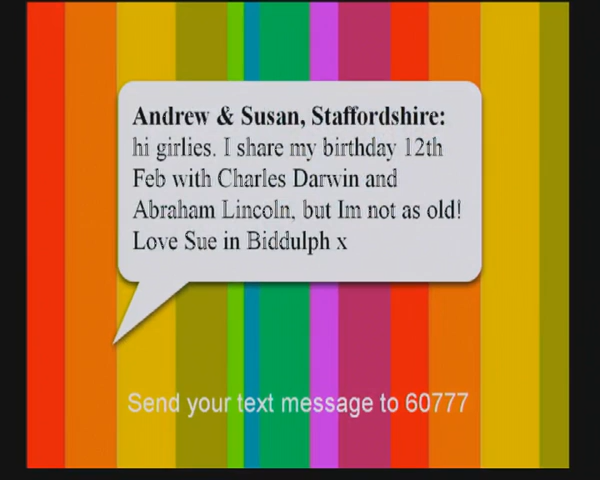 Andrew & Susan, Staffordshire:
hi girlies. I share my birthday 12th
Feb with Charles Darwin and
Abraham Lincoln, but Im not as old!
Love Sue in Biddulph x
Send your text message to 60777